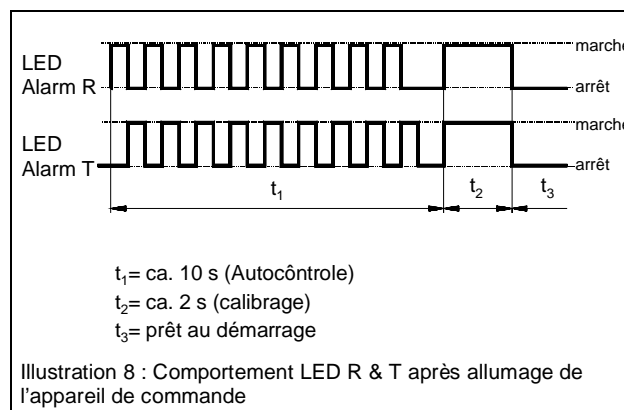 marche
LED
Alarm R
arrêt
marche
LED
Alarm T
arrêt
t₁
t₂
t₃
t₁= ca. 10 s (Autocôntrole)
t₂= ca. 2 s (calibrage)
t₃= prêt au démarrage
Illustration 8 : Comportement LED R & T après allumage de
l'appareil de commande